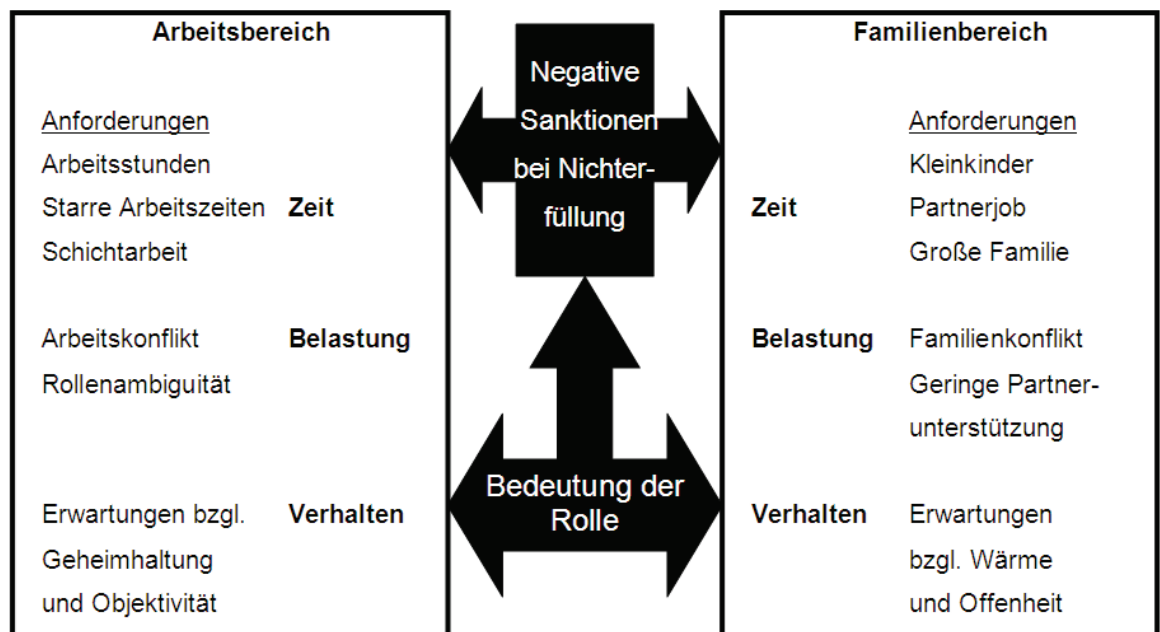 Arbeitsbereich
Anforderungen
Arbeitsstunden
Starre Arbeitszeiten Zeit
Schichtarbeit
Arbeitskonflikt Belastung
Rollenambiguität
Erwartungen bzgl. Verhalten
Geheimhaltung
und Objektivität
Negative
Sanktionen
bei Nichter-
füllung
Bedeutung der
Rolle
Familienbereich
Anforderungen
Kleinkinder
Zeit Partnerjob
Große Familie
Belastung Familienkonflikt
Geringe Partner-
unterstützung
Verhalten Erwartungen
bzgl. Wärme
und Offenheit